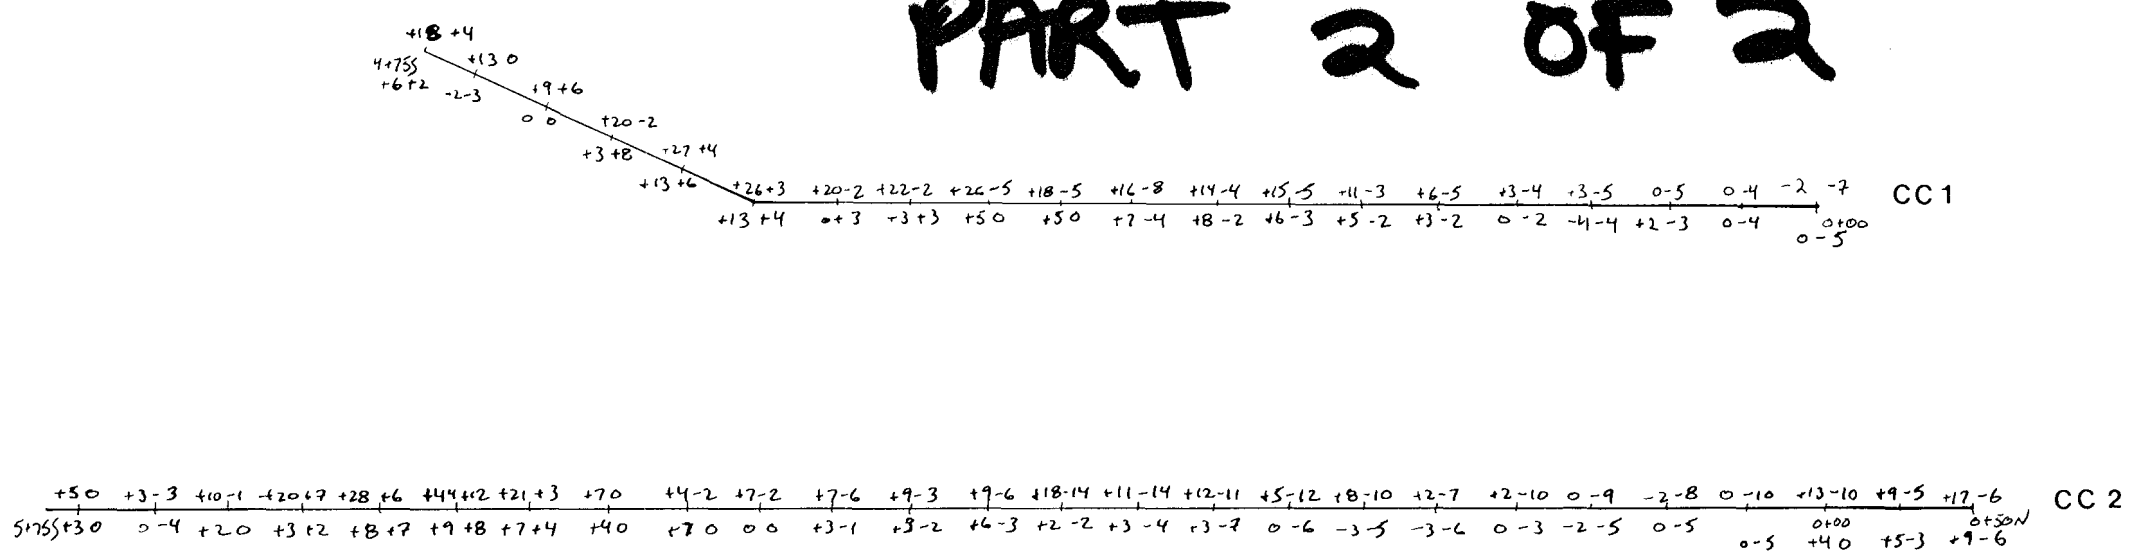 PART 2 OF 2
+18 +4
4+75S
+6 +2
+13 0
-2 -3
+9 +6
0 0
+20 -2
+3 +8
+27 +4
+13 +6
+26 +3 +20 -2 +22 -2 +26 -5 +18 -5 +16 -8 +14 -4 +15 -5 +11 -3 +6 -5 +3 -4 +3 -5 0 -5 0 -4 -2 -7 CC 1
+13 +4 0 +3 +3 +3 +5 0 +5 0 +7 -4 +8 -2 +6 -3 +5 -2 +3 -2 0 -2 -4 -4 +2 -3 0 -4 0+00
0 -5
+5 0 +3 -3 +10 -1 +20 +7 +28 +6 +44 +12 +21 +3 +7 0 +4 -2 +7 -2 +7 -6 +9 -3 +9 -6 +18 -14 +11 -14 +12 -11 +5 -12 +8 -10 +2 -7 +2 -10 0 -9 -2 -8 0 -10 +13 -10 +9 -5 +17 -6 CC 2
5+75S +3 0 0 -4 +2 0 +3 +2 +8 +7 +9 +8 +7 +4 +4 0 0 0 +3 -1 -2 +6 -3 +2 -2 +3 -4 +3 -7 0 -6 -3 -5 -3 -6 0 -3 -2 -5 0 -5 0+00 0+50N
0 -5 +4 0 +5 -3 +9 -6